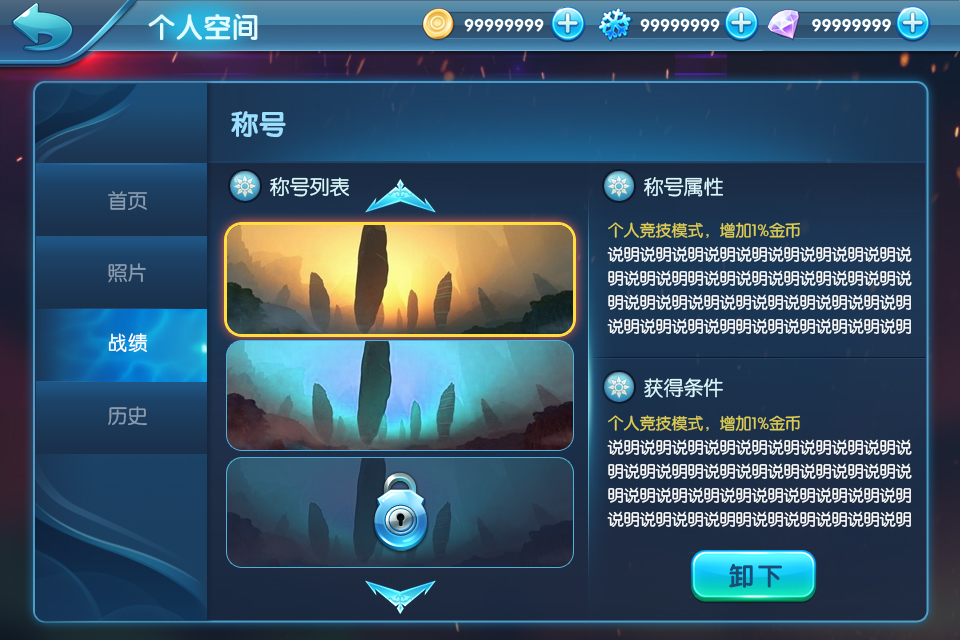 个人空间
99999999
99999999
99999999
称号
首页
照片
战绩
历史
称号列表
称号属性
个人竞技模式，增加1%金币
说明说明说明说明说明说明说明说明说明说
明说明说明明说明说明说明说明说明说明说
明说明说明说明说明说明说明说明说明说明
说明说明说明说明明说明说明说明说明说明
获得条件
个人竞技模式，增加1%金币
说明说明说明说明说明说明说明说明说明说
明说明说明明说明说明说明说明说明说明说
明说明说明说明说明说明说明说明说明说明
说明说明说明说明明说明说明说明说明说明
卸下